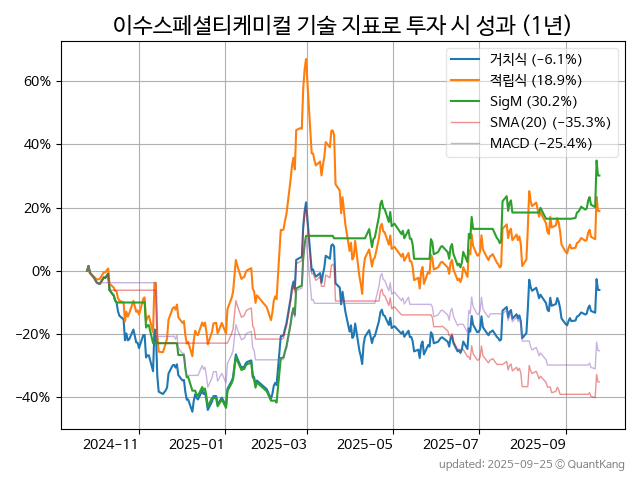 이수스페셜티케미컬 기술 지표로 투자 시 성과 (1년)
거치식 (−6.1%)
적립식 (18.9%)
SigM (30.2%)
SMA(20) (−35.3%)
MACD (−25.4%)
60%
40%
20%
0%
−20%
−40%
2024−11
2025−01
2025−03
2025−05
2025−07
2025−09
updated: 2025−09−25 © QuantKang